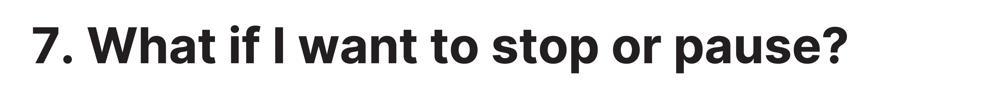 7. What if I want to stop or pause?